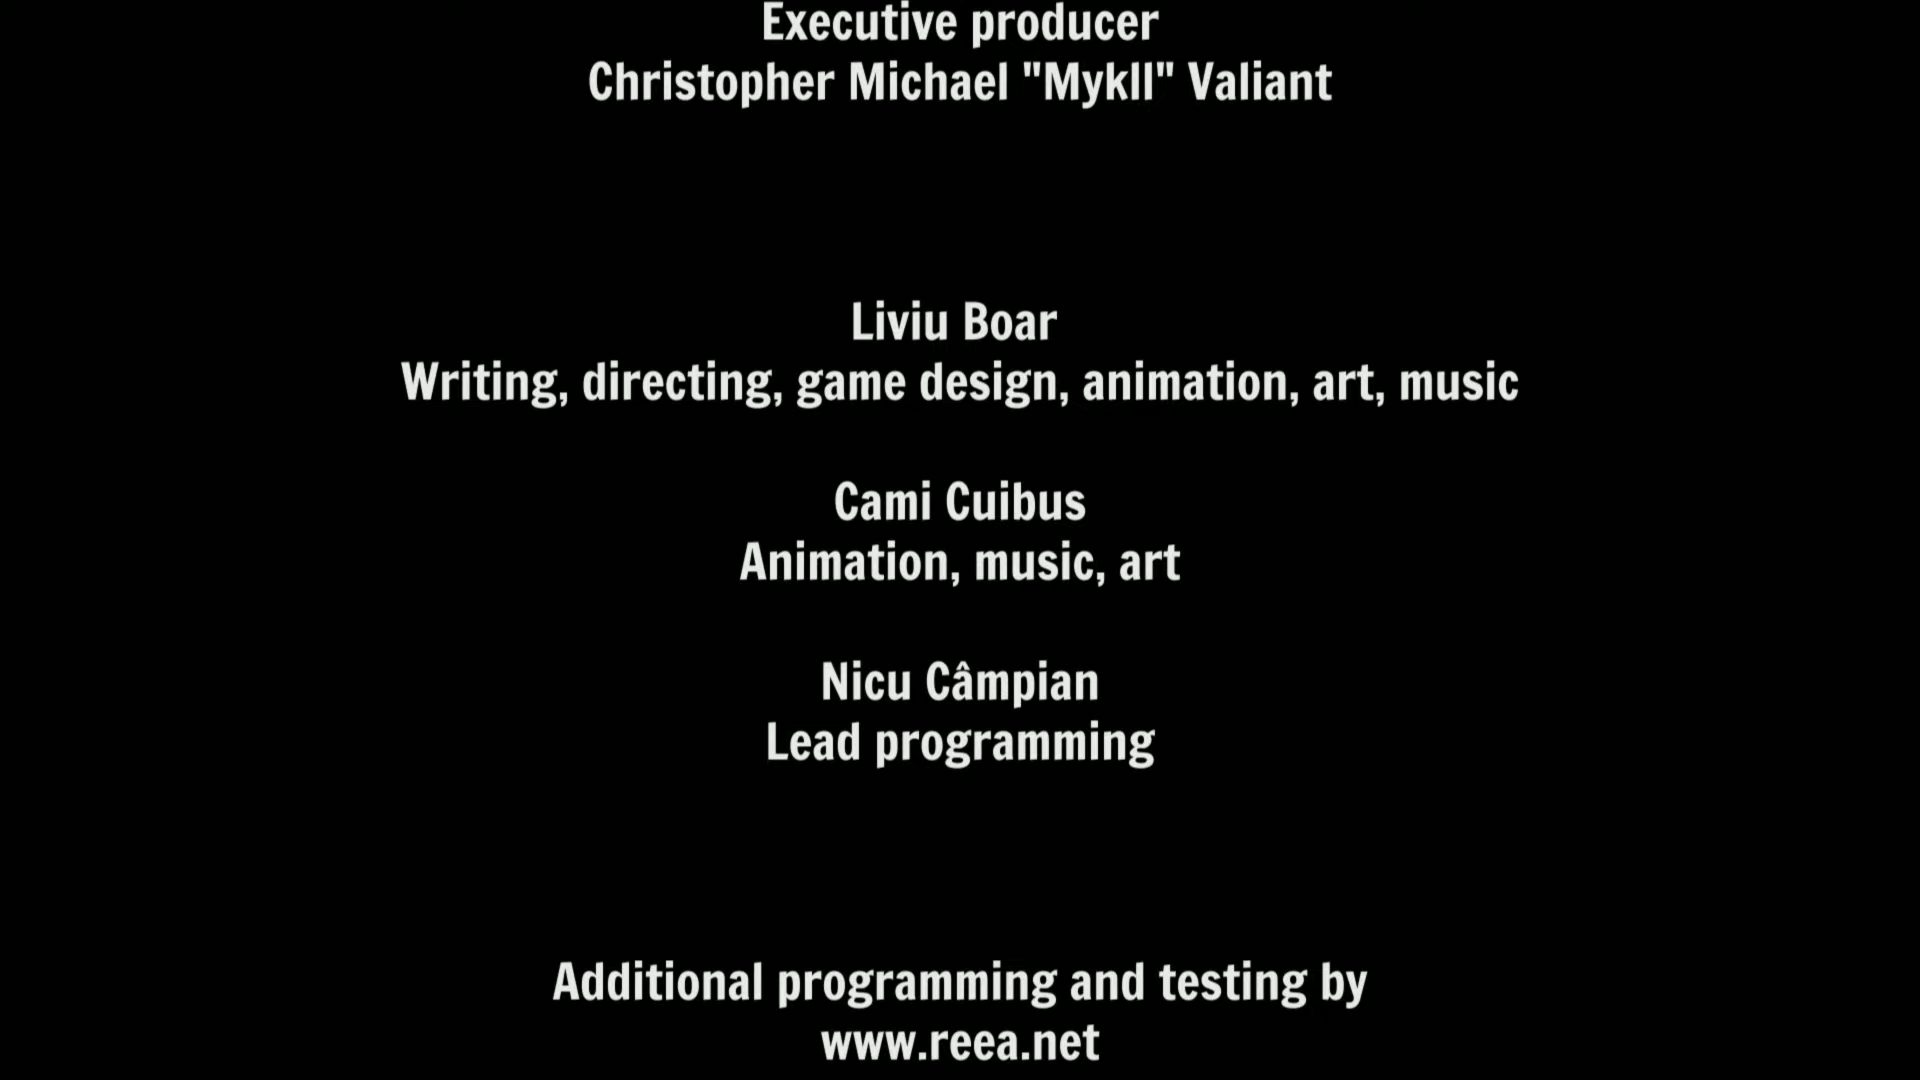 Executive producer
Christopher Michael "Mykll" Valiant
Liviu Boar
Writing, directing, game design, animation, art, music
Cami Cuibus
Animation, music, art
Nicu Câmpian
Lead programming
Additional programming and testing by
www.reea.net